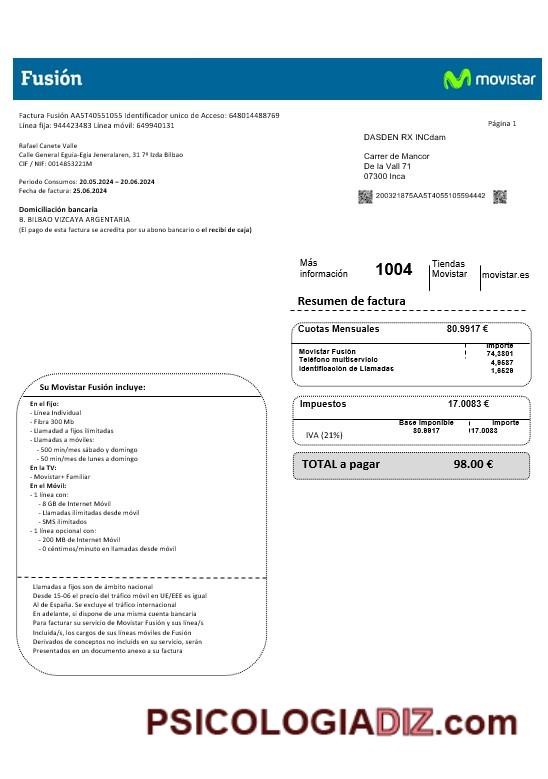 Fusión
movistar
Factura Fusión AA5T40551055 Identificador unico de Acceso: 648014488769
Línea fija: 944423483 Línea móvil: 649940131
Página 1
DASDEN RX INCdam
Rafael Canete Valle
Calle General Eguia-Egia Jeneralaren, 31 7º Izda Bilbao
CIF / NIF: 0014853221M
Carrer de Mancor
De la Vall 71
07300 Inca
Periodo Consumos: 20.05.2024 – 20.06.2024
Fecha de factura: 25.06.2024
200321875AA5T4055105594442
Domiciliación bancaria
B. BILBAO VIZCAYA ARGENTARIA
(El pago de esta factura se acredita por su abono bancario o el recibi de caja)
Más información
1004
Tiendas Movistar
movistar.es
Resumen de factura
Cuotas Mensuales 80.9917 €
Importe
Movistar Fusión 74,3801
Teléfono multiservicio 4,9587
Identificación de Llamadas 1,6529
Impuestos 17.0083 €
Base Imponible Importe
80.9917 17.0083
IVA (21%)
TOTAL a pagar 98.00 €
Su Movistar Fusión incluye:
En el fijo:
- Línea Individual
- Fibra 300 Mb
- Llamaded a fijos ilimitadas
- Llamades a móviles:
- 500 min/mes sábado y domingo
- 50 min/mes de lunes a domingo
En la TV:
- Movistar+ Familiar
En el Móvil:
- 1 línea con:
- 8 GB de Internet Móvil
- Llamadas ilimitadas desde móvil
- SMS ilimitados
- 1 línea opcional con:
- 200 MB de Internet Móvil
- 0 céntimos/minuto en llamadas desde móvil
Llamadas a fijos son de ámbito nacional
Desde 15-06 el precio del tráfico móvil en UE/EEE es igual
Al de España. Se excluye el tráfico internacional
En adelante, si dispone de una misma cuenta bancaria
Para facturar su servicio de Movistar Fusión y sus línea/s
Incluida/s, los cargos de sus líneas móviles de Fusión
Derivados de conceptos no incluids en su servicio, serán
Presentados en un documento anexo a su factura
PSICOLOGIADIZ.com